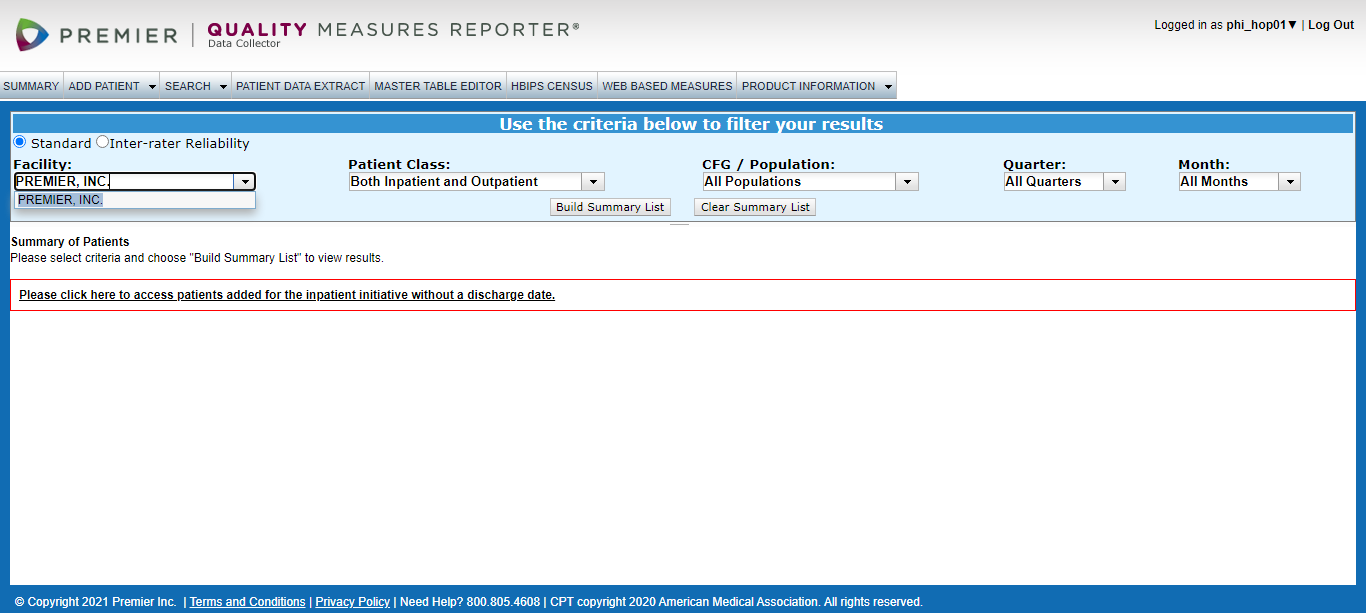 PREMIER | QUALITY MEASURES REPORTER®
Data Collector
Logged in as phi_hop01▼ | Log Out
SUMMARY ADD PATIENT SEARCH PATIENT DATA EXTRACT MASTER TABLE EDITOR HBIPS CENSUS WEB BASED MEASURES PRODUCT INFORMATION
Use the criteria below to filter your results
Standard Inter-rater Reliability
Facility: Patient Class: CFG / Population: Quarter: Month:
PREMIER, INC. Both Inpatient and Outpatient All Populations All Quarters All Months
PREMIER, INC.
Build Summary List Clear Summary List
Summary of Patients
Please select criteria and choose "Build Summary List" to view results.
Please click here to access patients added for the inpatient initiative without a discharge date.
© Copyright 2021 Premier Inc. | Terms and Conditions | Privacy Policy | Need Help? 800.805.4608 | CPT copyright 2020 American Medical Association. All rights reserved.